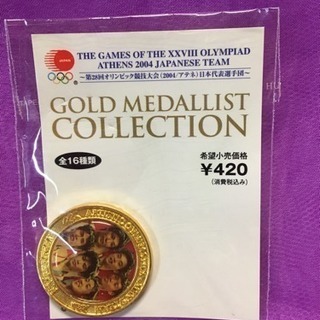 JAPAN
THE GAMES OF THE XXVIII OLYMPIAD
ATHENS 2004 JAPANESE TEAM
〜第28回オリンピック競技大会(2004/アテネ)日本代表選手団〜
GOLD MEDALLIST
COLLECTION
全16種類
希望小売価格
¥420
(消費税込み)